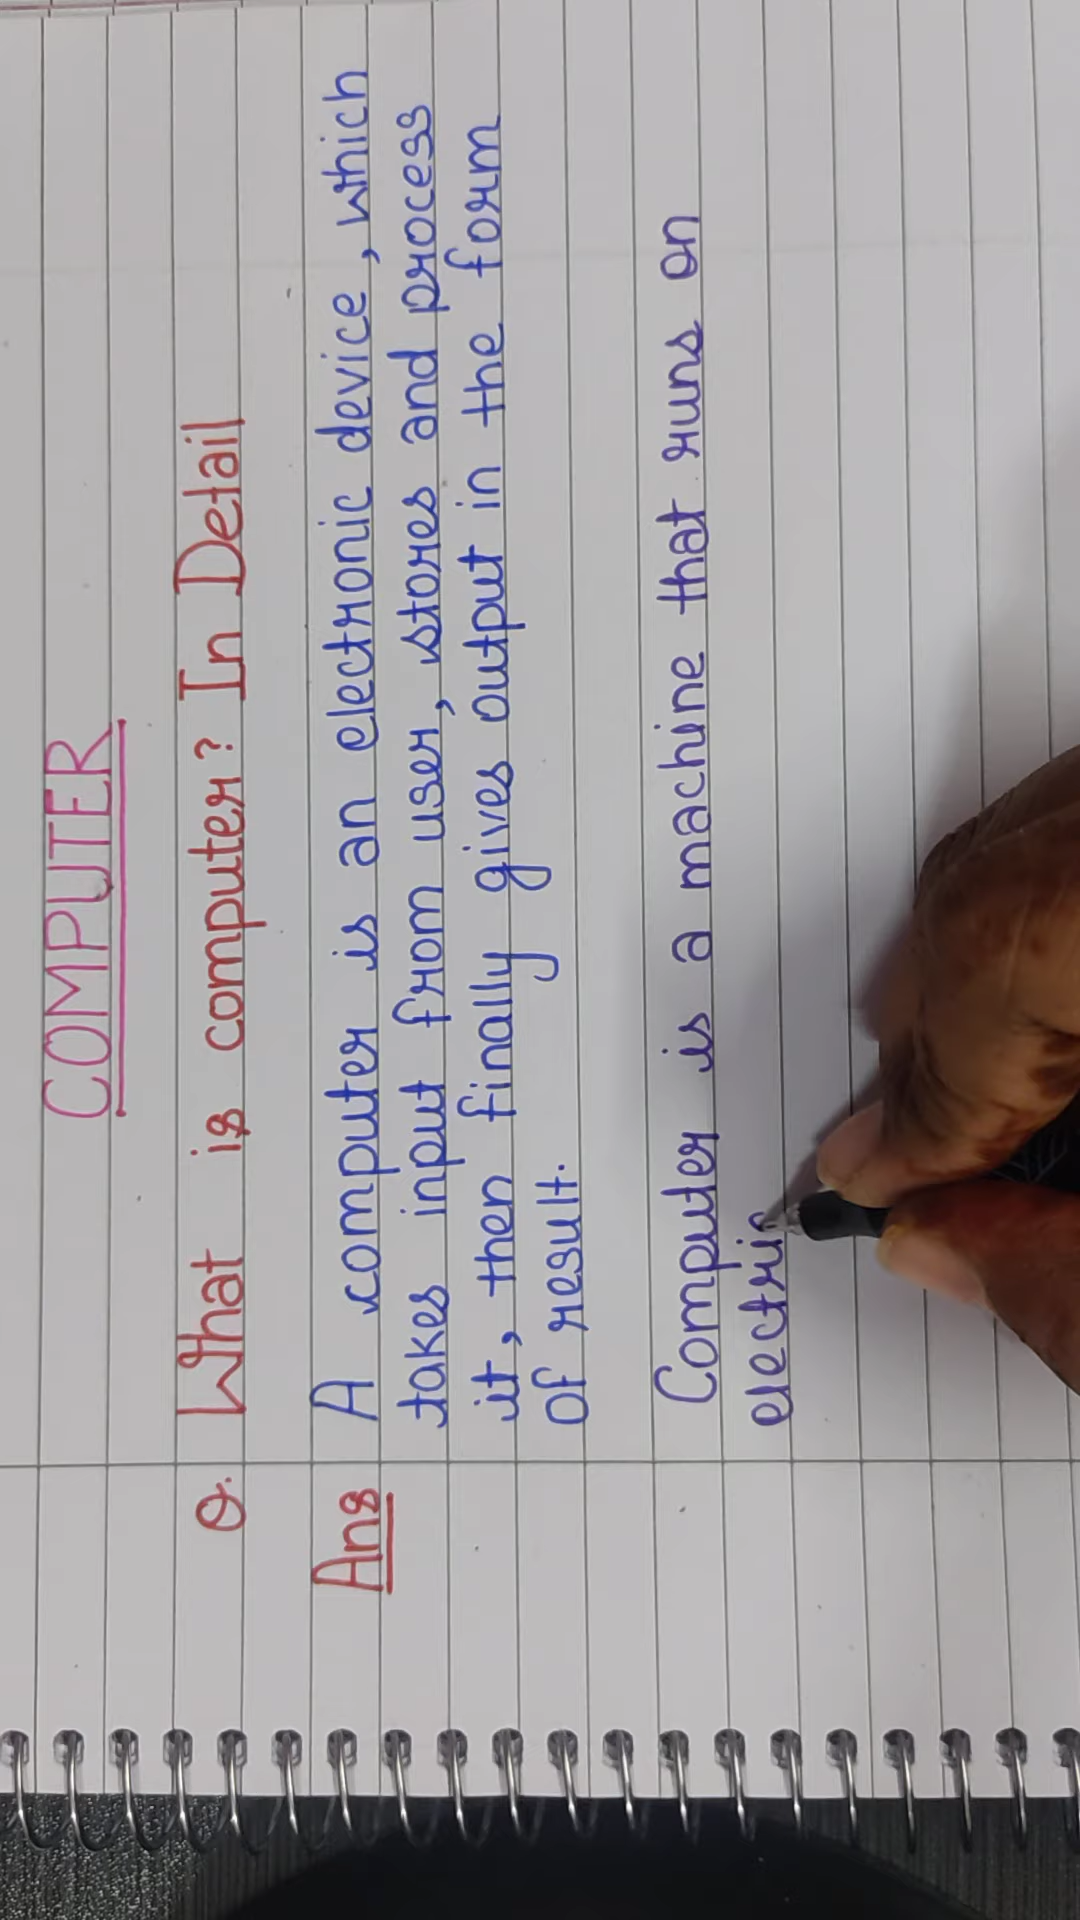 COMPUTER
Q. What is computer? In Detail
Ans A computer is an electronic device, which
takes input from user, stores and process
it, then finally gives output in the form
of result.
Computer is a machine that runs on
electri